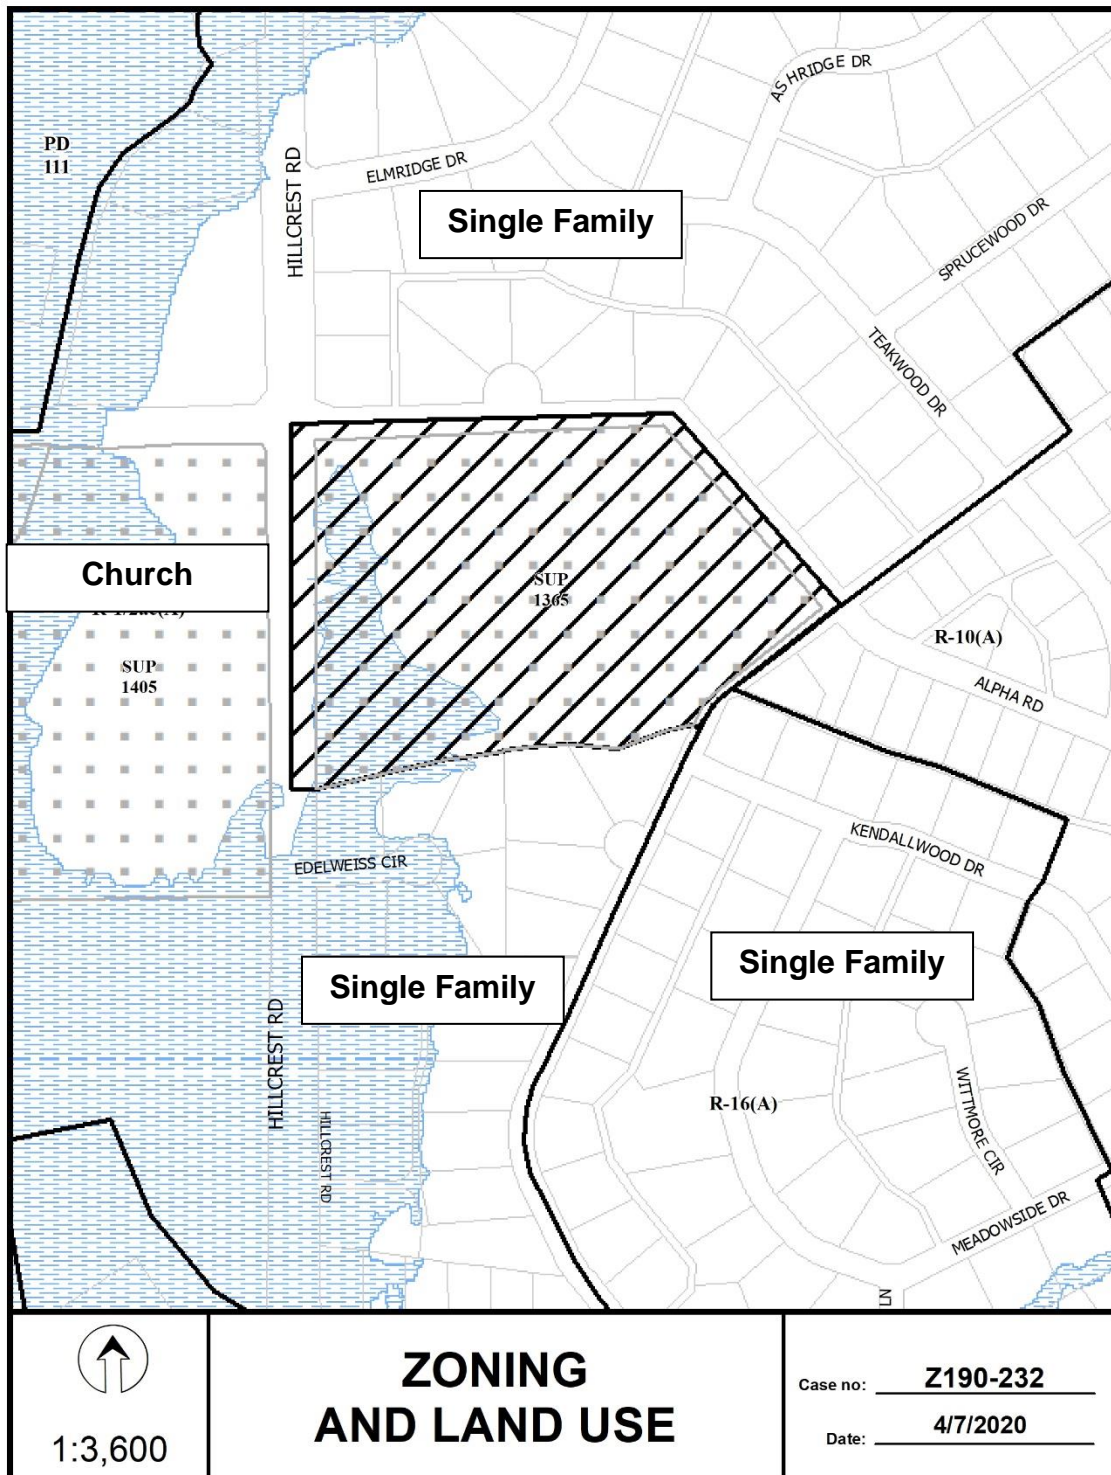 AS HRIDGE DR
PD
111
ELMRIDGE DR
HILLCREST RD
Single Family
SPRUCEWOOD DR
TEAKWOOD DR
Church
SUP
1365
R-10(A)
SUP
1405
ALPHA RD
KENDALLWOOD DR
EDELWEISS CIR
Single Family
Single Family
HILLCREST RD
WITTMORE CIR
R-16(A)
HILLCREST RD
MEADOWSIDE DR
LN
1:3,600
ZONING
AND LAND USE
Case no: Z190-232
Date: 4/7/2020